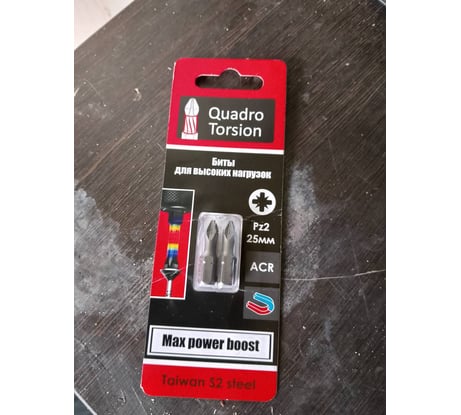 Quadro
Torsion
Биты
для высоких нагрузок
Pz2
25мм
ACR
Max power boost
Taiwan S2 steel